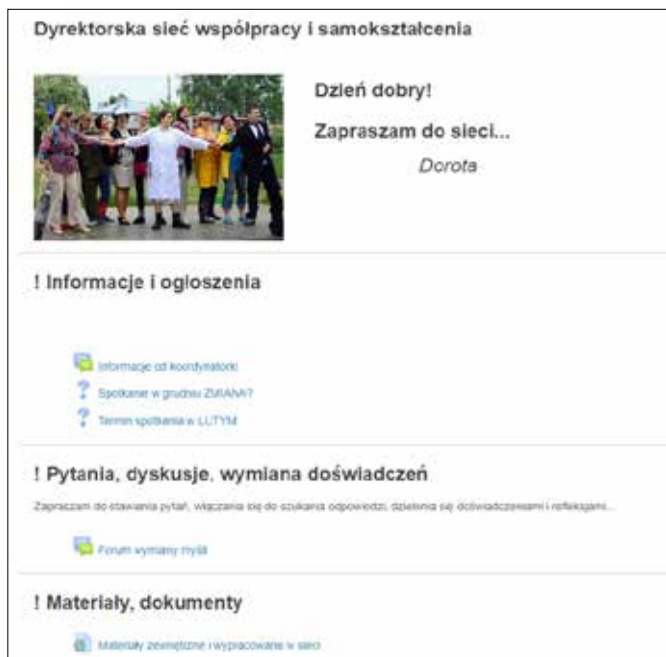 Dyrektorska sieć współpracy i samokształcenia
Dzień dobry!
Zapraszam do sieci...
Dorota
! Informacje i ogłoszenia
Informacje od koordynatorki
Spotkanie w grudniu ZMIANA?
Termin spotkania w LUTYM
! Pytania, dyskusje, wymiana doświadczeń
Zapraszam do stawiania pytań, włączania się do szukania odpowiedzi, dzielenia się doświadczeniami i refleksjami...
Forum wymiany myśli
! Materiały, dokumenty
Materiały zewnętrzne i wypracowane w sieci